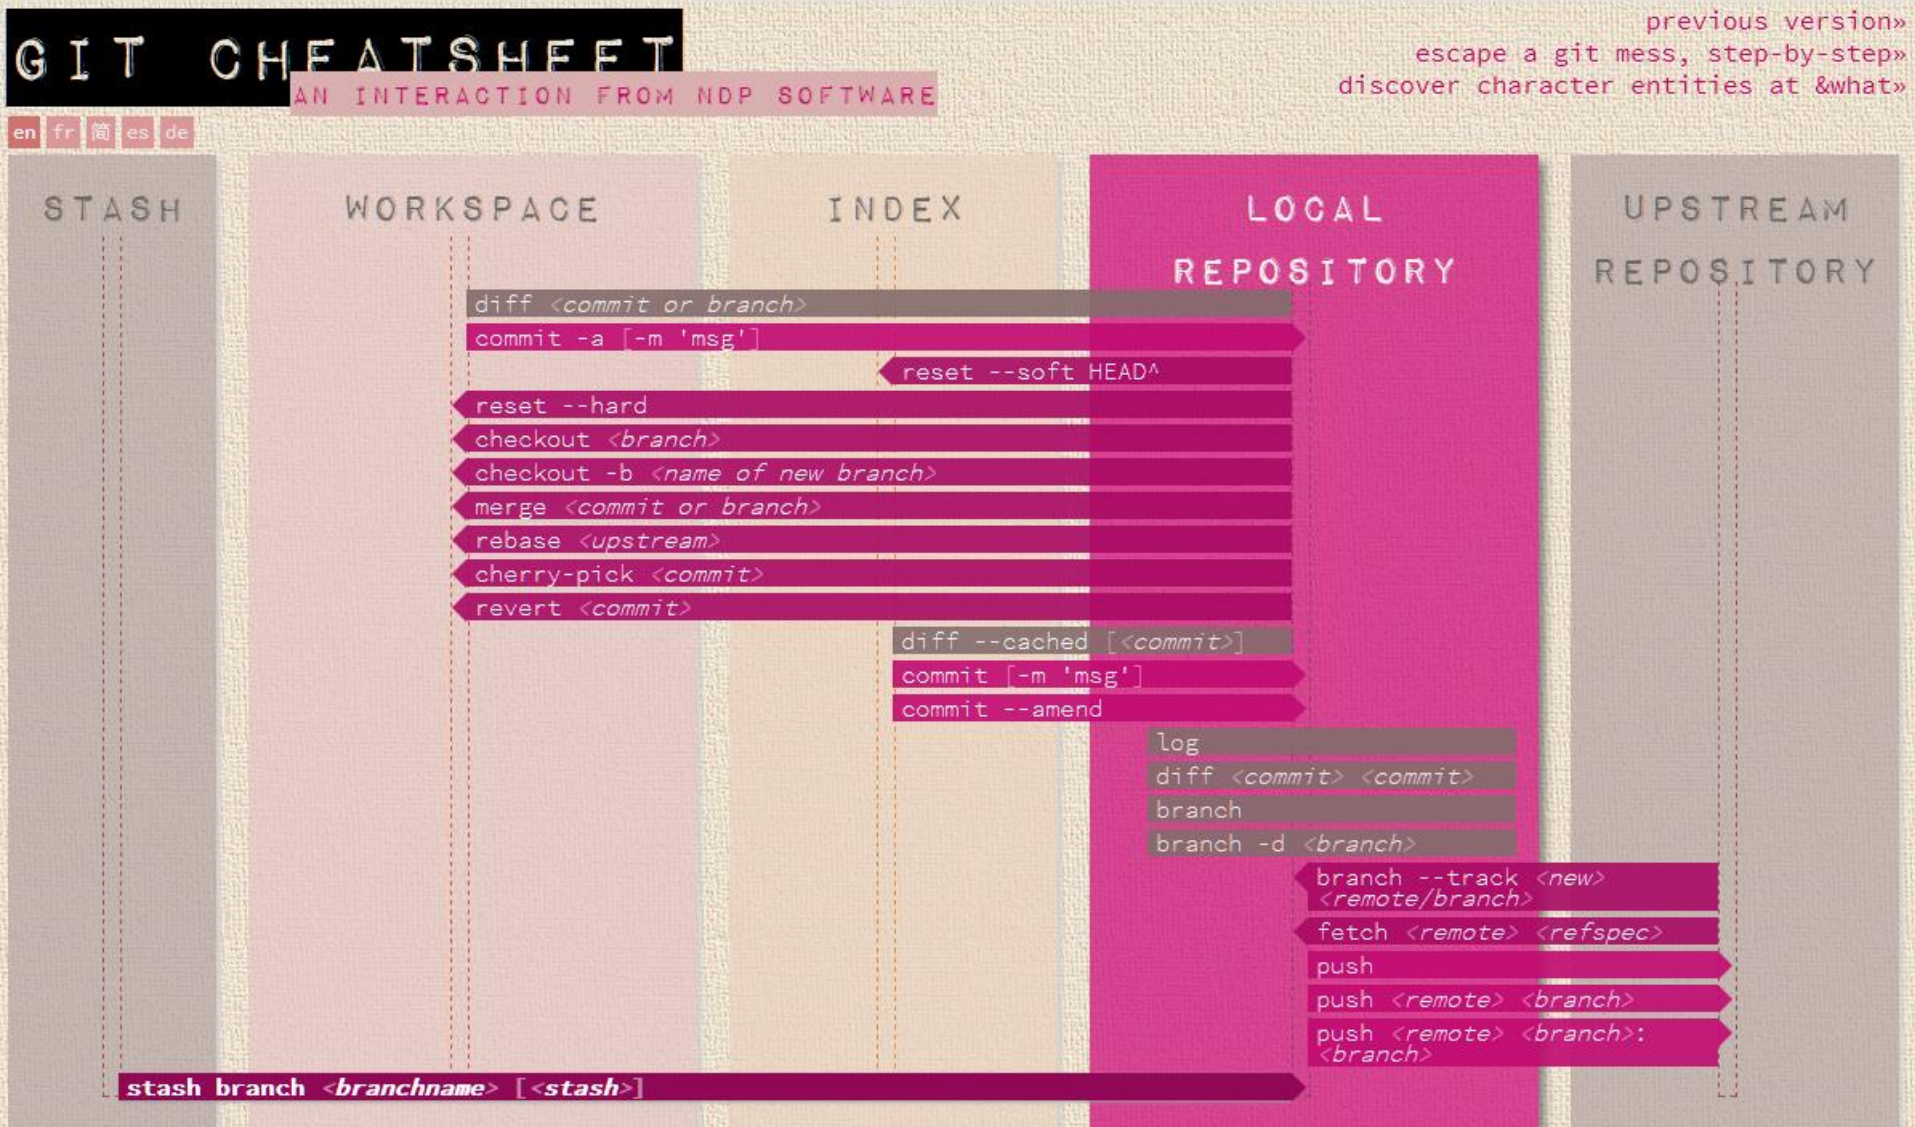 GIT CHEATSHEET
AN INTERACTION FROM NDP SOFTWARE
previous version»
escape a git mess, step-by-step»
discover character entities at &what»
en fr 简 es de
STASH
WORKSPACE
INDEX
LOCAL
REPOSITORY
UPSTREAM
REPOSITORY
diff <commit or branch>
commit -a [-m 'msg']
reset --soft HEAD^
reset --hard
checkout <branch>
checkout -b <name of new branch>
merge <commit or branch>
rebase <upstream>
cherry-pick <commit>
revert <commit>
diff --cached [<commit>]
commit [-m 'msg']
commit --amend
log
diff <commit> <commit>
branch
branch -d <branch>
branch --track <new>
<remote/branch>
fetch <remote> <refspec>
push
push <remote> <branch>
push <remote> <branch>:
<branch>
stash branch <branchname> [<stash>]